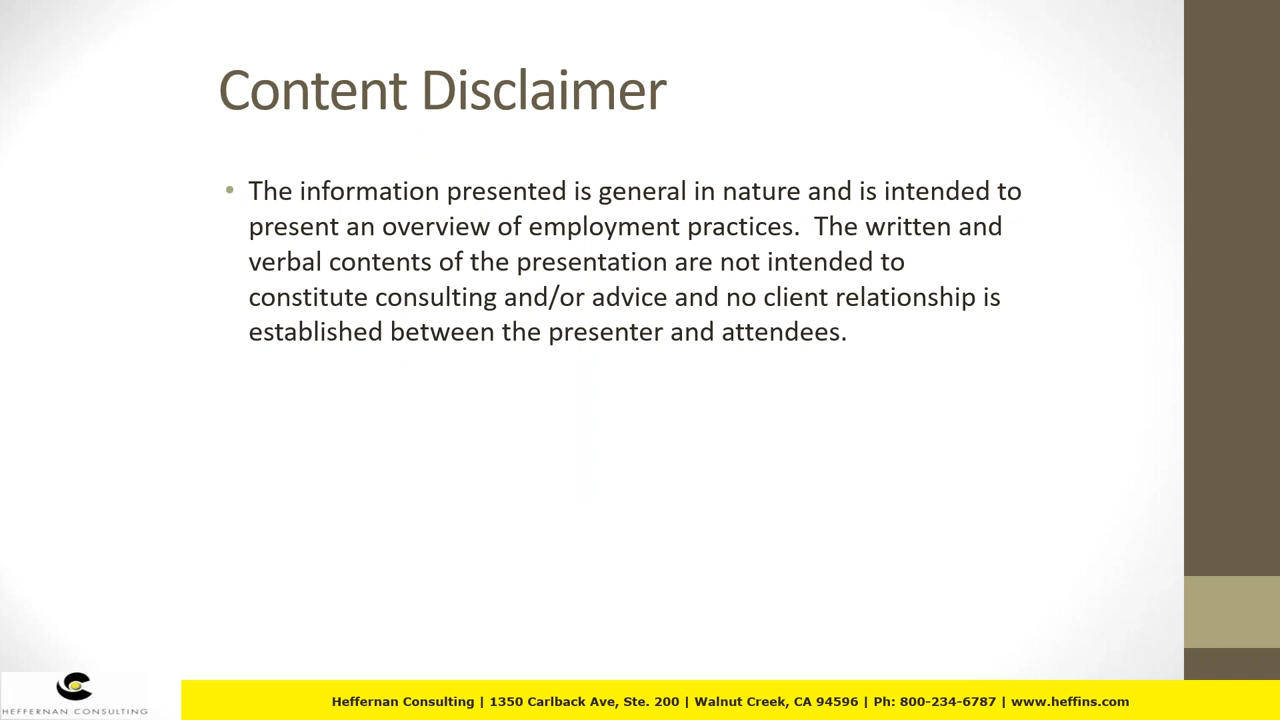 Content Disclaimer
• The information presented is general in nature and is intended to
present an overview of employment practices.  The written and
verbal contents of the presentation are not intended to
constitute consulting and/or advice and no client relationship is
established between the presenter and attendees.
HEFFERNAN CONSULTING
Heffernan Consulting | 1350 Carlback Ave, Ste. 200 | Walnut Creek, CA 94596 | Ph: 800-234-6787 | www.heffins.com